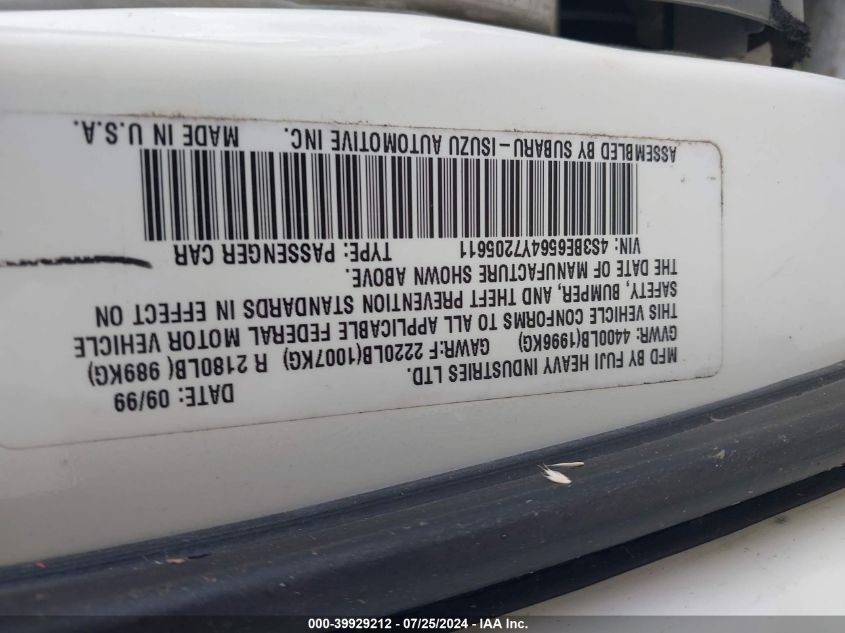 MFD BY FUJI HEAVY INDUSTRIES LTD. DATE: 09/99
GVWR: 4400LB(1996KG) GAWR:F 2220LB(1007KG) R 2180LB( 989KG)
THIS VEHICLE CONFORMS TO ALL APPLICABLE FEDERAL MOTOR VEHICLE
SAFETY, BUMPER, AND THEFT PREVENTION STANDARDS IN EFFECT ON
THE DATE OF MANUFACTURE SHOWN ABOVE.
VIN: 4S3BE6564Y7205611 TYPE: PASSENGER CAR
ASSEMBLED BY SUBARU-ISUZU AUTOMOTIVE INC. MADE IN U.S.A.
000-39929212 - 07/25/2024 - IAA Inc.